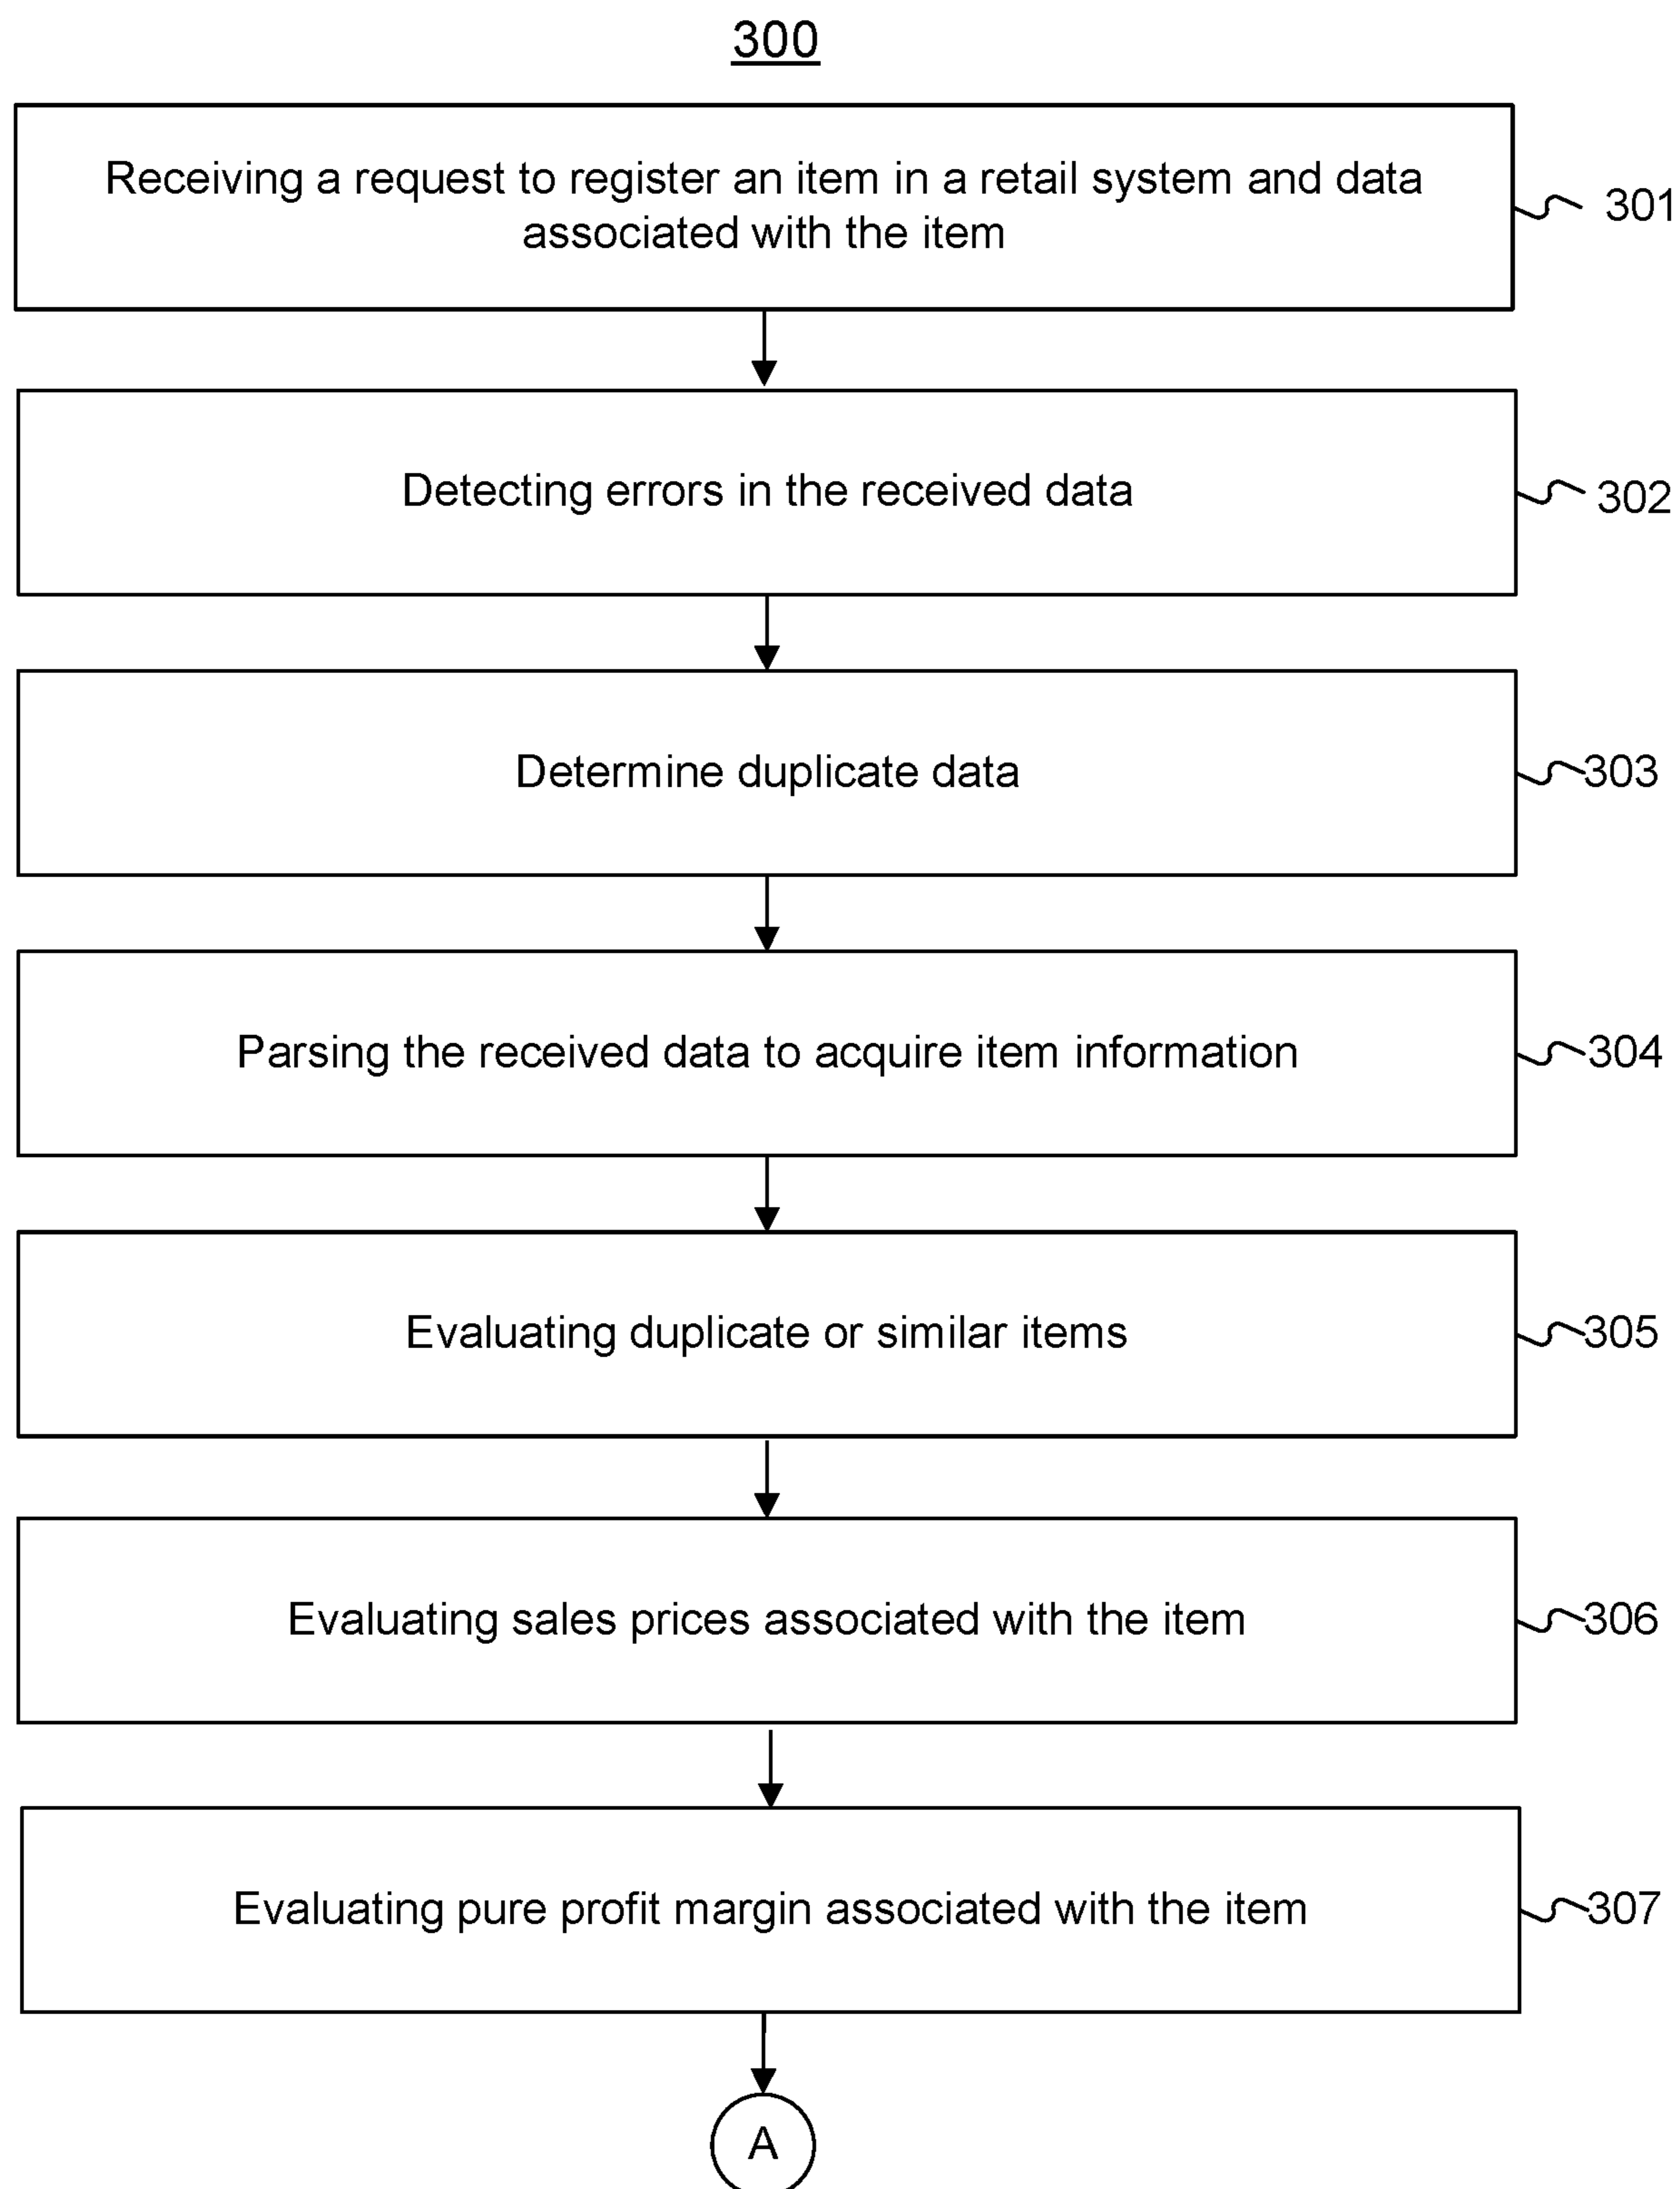 300
Receiving a request to register an item in a retail system and data
associated with the item
301
Detecting errors in the received data
302
Determine duplicate data
303
Parsing the received data to acquire item information
304
Evaluating duplicate or similar items
305
Evaluating sales prices associated with the item
306
Evaluating pure profit margin associated with the item
307
A